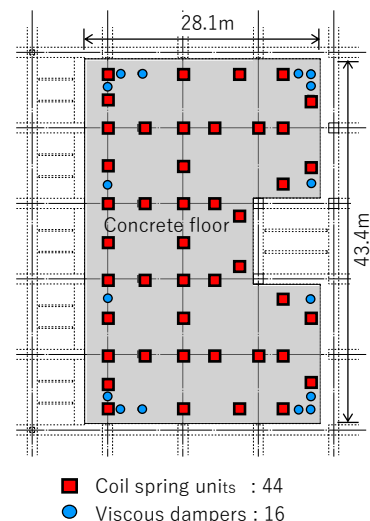 28.1m
43.4m
Concrete floor
Coil spring units : 44
Viscous dampers : 16